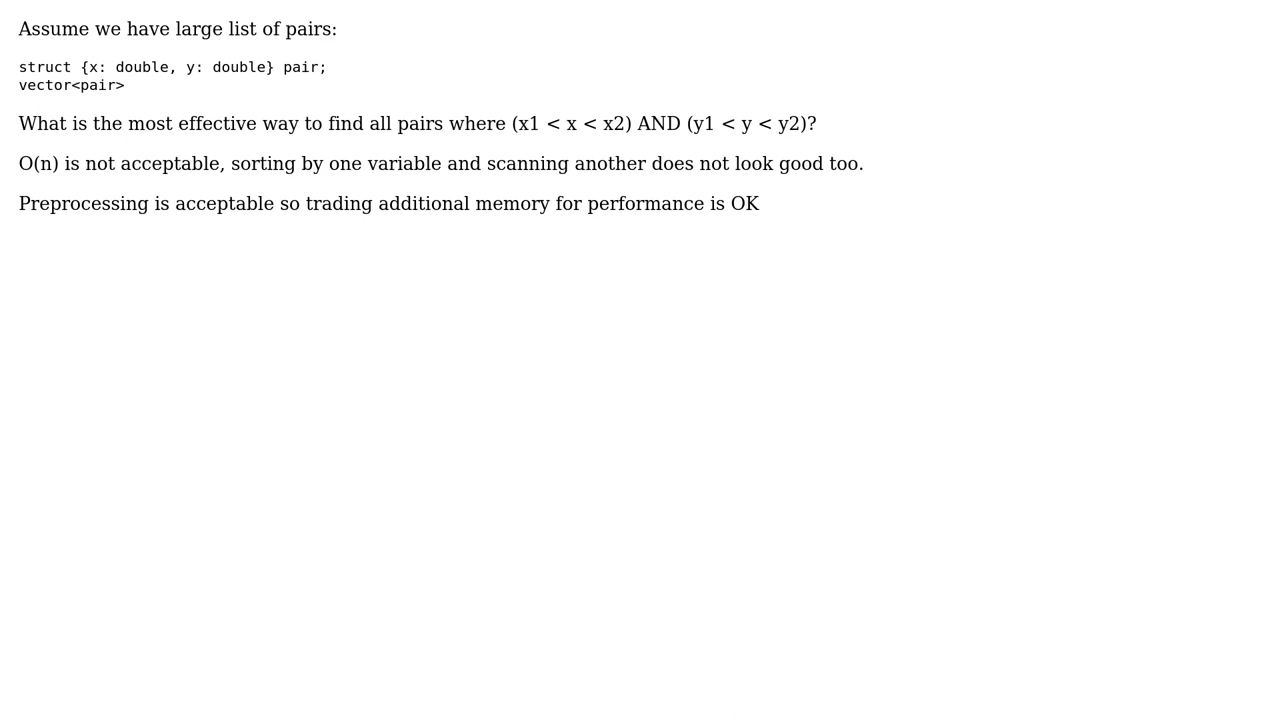 Assume we have large list of pairs:
struct {x: double, y: double} pair;
vector<pair>
What is the most effective way to find all pairs where (x1 < x < x2) AND (y1 < y < y2)?
O(n) is not acceptable, sorting by one variable and scanning another does not look good too.
Preprocessing is acceptable so trading additional memory for performance is OK